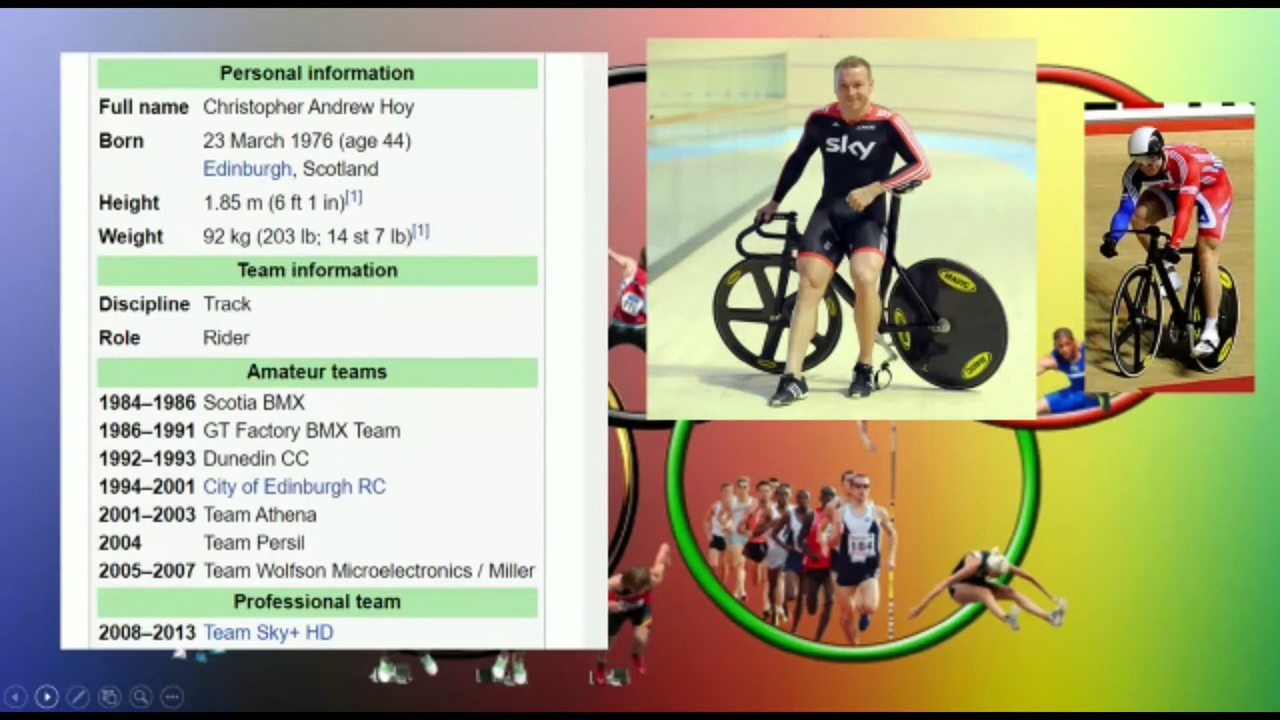 Personal information
Full name Christopher Andrew Hoy
Born 23 March 1976 (age 44)
Edinburgh, Scotland
Height 1.85 m (6 ft 1 in)[1]
Weight 92 kg (203 lb; 14 st 7 lb)[1]
Team information
Discipline Track
Role Rider
Amateur teams
1984–1986 Scotia BMX
1986–1991 GT Factory BMX Team
1992–1993 Dunedin CC
1994–2001 City of Edinburgh RC
2001–2003 Team Athena
2004 Team Persil
2005–2007 Team Wolfson Microelectronics / Miller
Professional team
2008–2013 Team Sky+ HD
sky
MAVIC
184